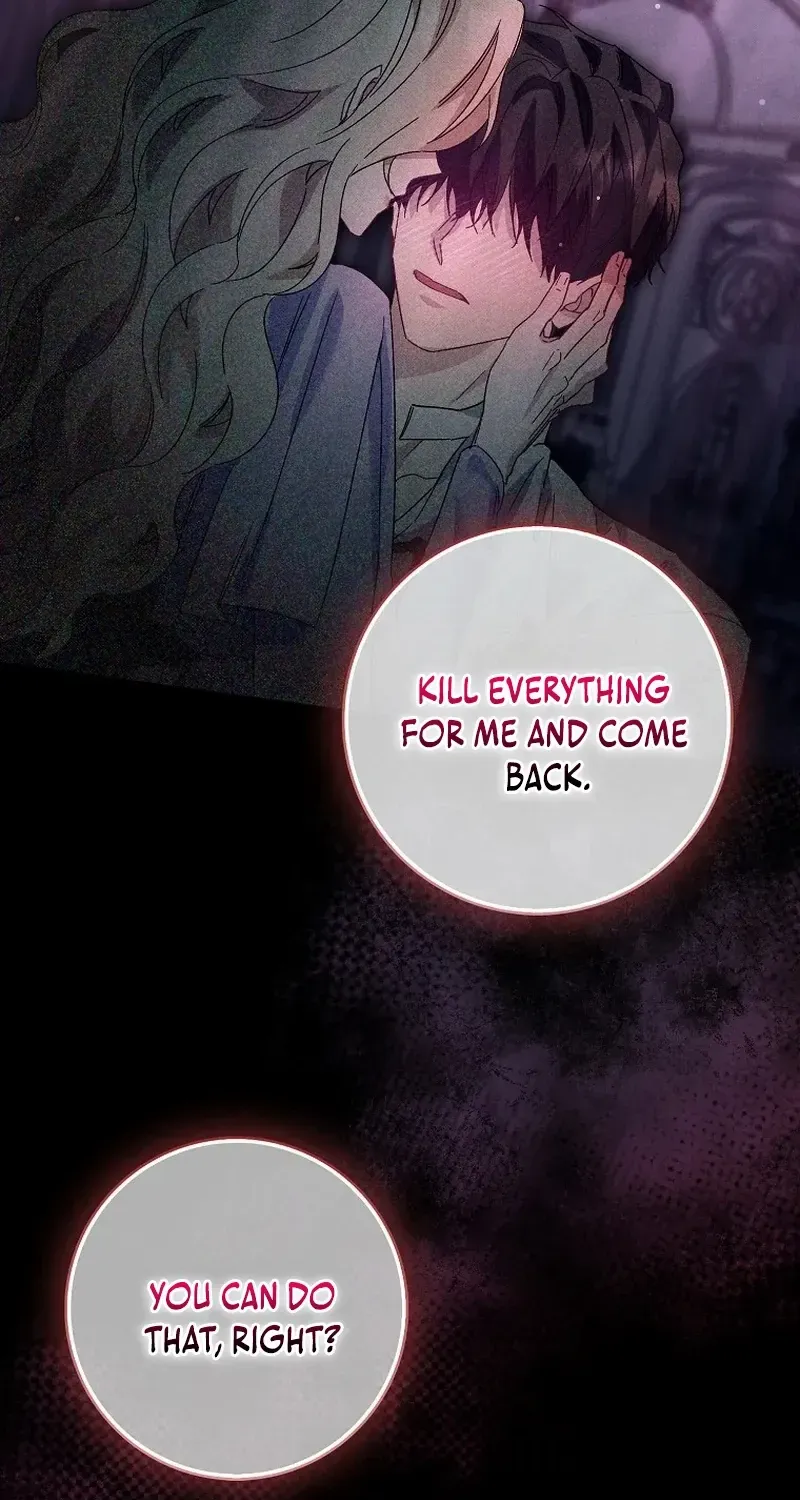 KILL EVERYTHING
FOR ME AND COME
BACK.
YOU CAN DO
THAT, RIGHT?